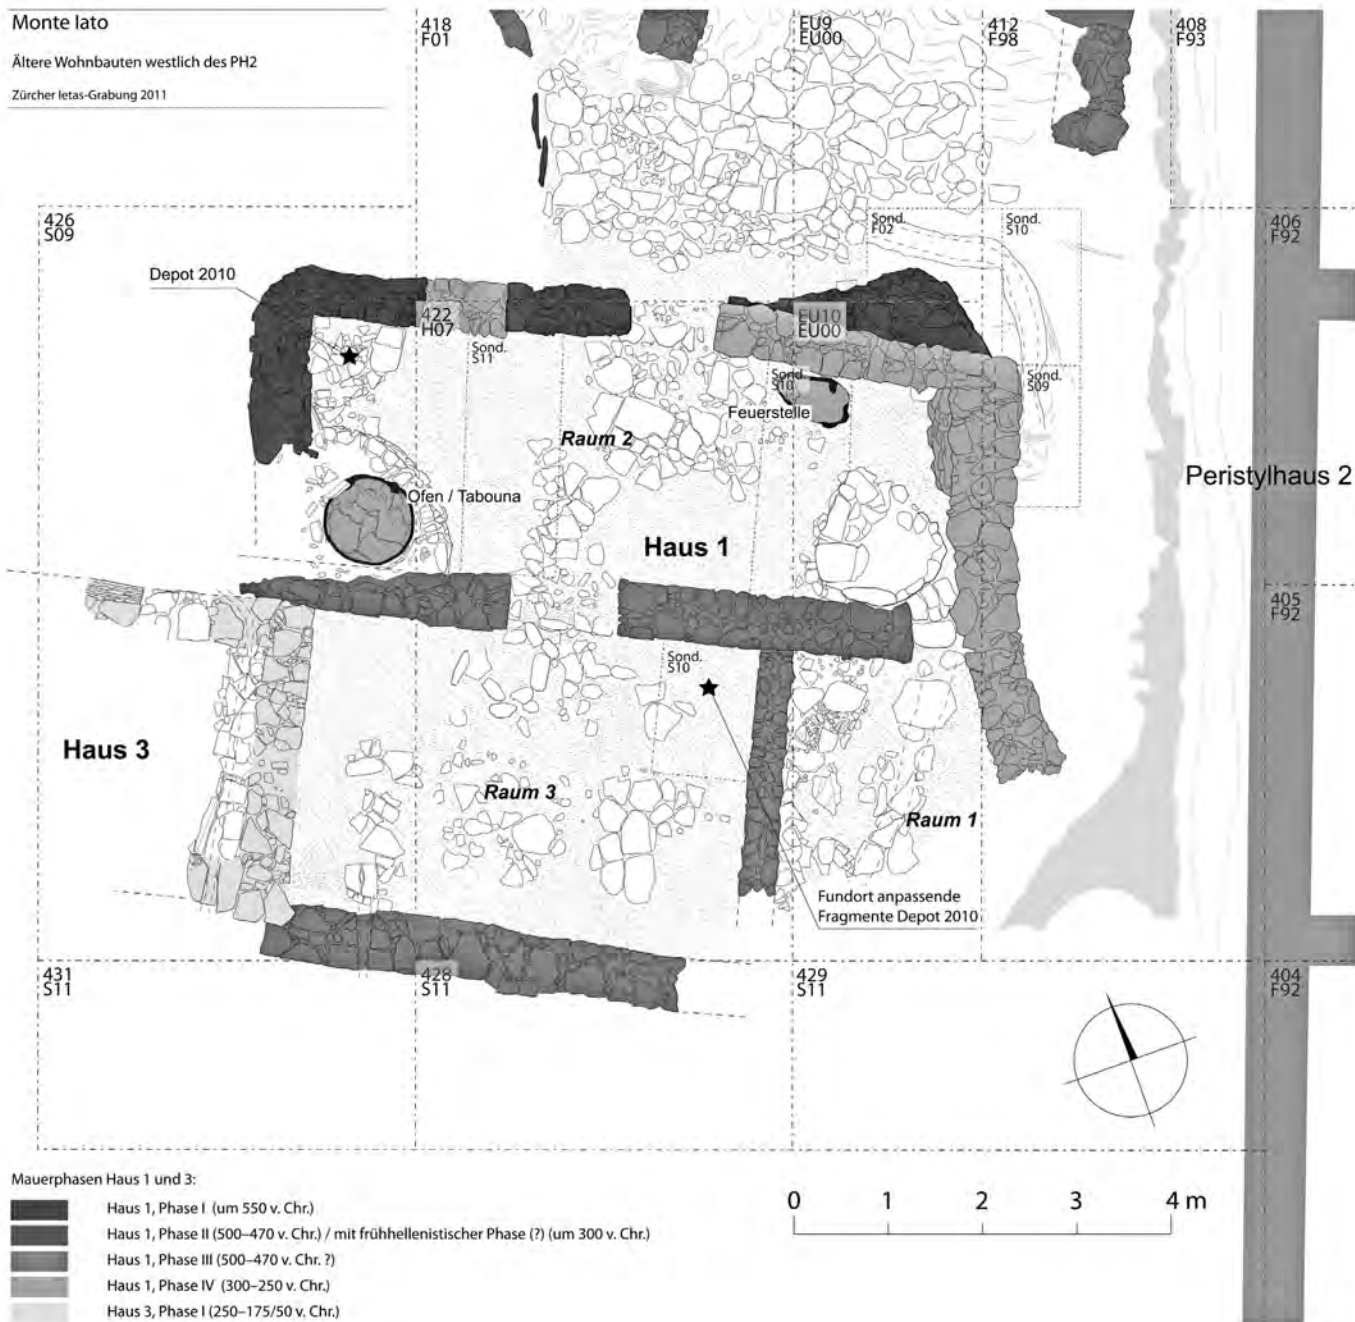 Monte Iato
Ältere Wohnbauten westlich des PH2
Zürcher Ietas-Grabung 2011
418
F01
EU9
EU00
412
F98
408
F93
426
S09
Sond.
F02
Sond.
S10
406
F92
Depot 2010
422
H07
EU10
EU00
Sond.
S11
Sond.
S10
Sond.
S09
Feuerstelle
Raum 2
Peristylhaus 2
Ofen / Tabouna
Haus 1
405
F92
Sond.
S10
Haus 3
Raum 3
Raum 1
Fundort anpassende
Fragmente Depot 2010
431
S11
428
S11
429
S11
404
F92
Mauerphasen Haus 1 und 3:
Haus 1, Phase I (um 550 v. Chr.)
Haus 1, Phase II (500–470 v. Chr.) / mit frühhellenistischer Phase (?) (um 300 v. Chr.)
Haus 1, Phase III (500–470 v. Chr. ?)
Haus 1, Phase IV (300–250 v. Chr.)
Haus 3, Phase I (250–175/50 v. Chr.)
0 1 2 3 4 m